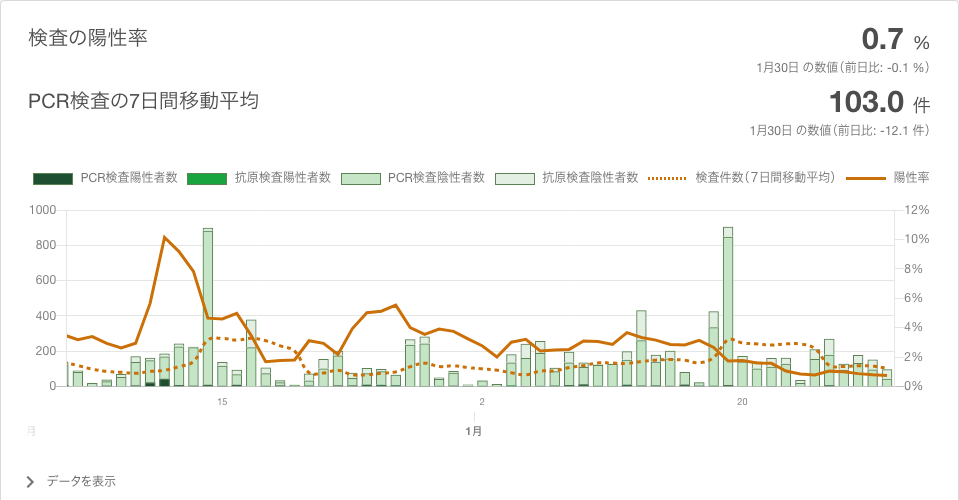 検査の陽性率
0.7 %
1月30日 の数値（前日比: -0.1 %）
PCR検査の7日間移動平均
103.0 件
1月30日 の数値（前日比: -12.1 件）
PCR検査陽性者数 抗原検査陽性者数 PCR検査陰性者数 抗原検査陰性者数 検査件数（7日間移動平均） 陽性率
1000 12%
10%
800
8%
600
6%
400
4%
200
2%
0 0%
15 2 20
月 1月
データを表示